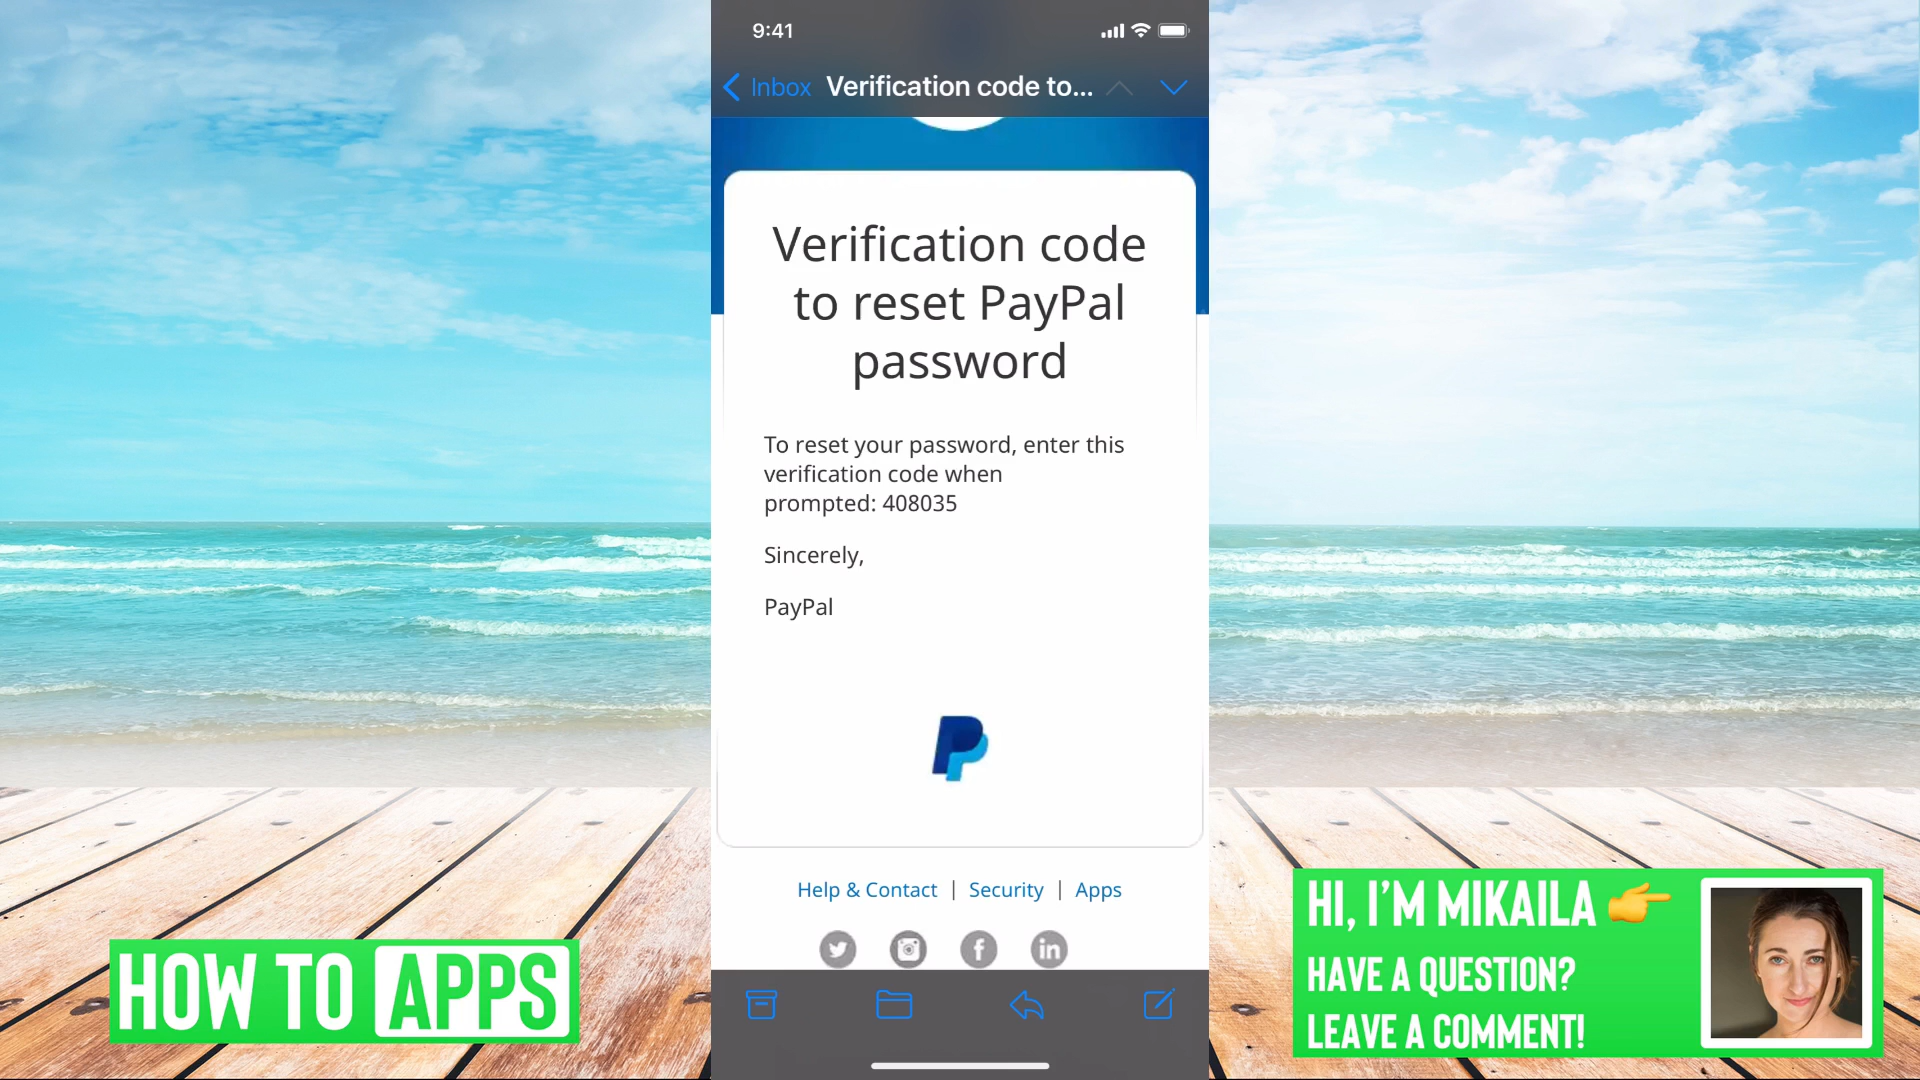 9:41
Inbox Verification code to...
Verification code
to reset PayPal
password
To reset your password, enter this
verification code when
prompted: 408035
Sincerely,
PayPal
Help & Contact | Security | Apps
HOW TO APPS
HI, I'M MIKAILA 👉
HAVE A QUESTION?
LEAVE A COMMENT!